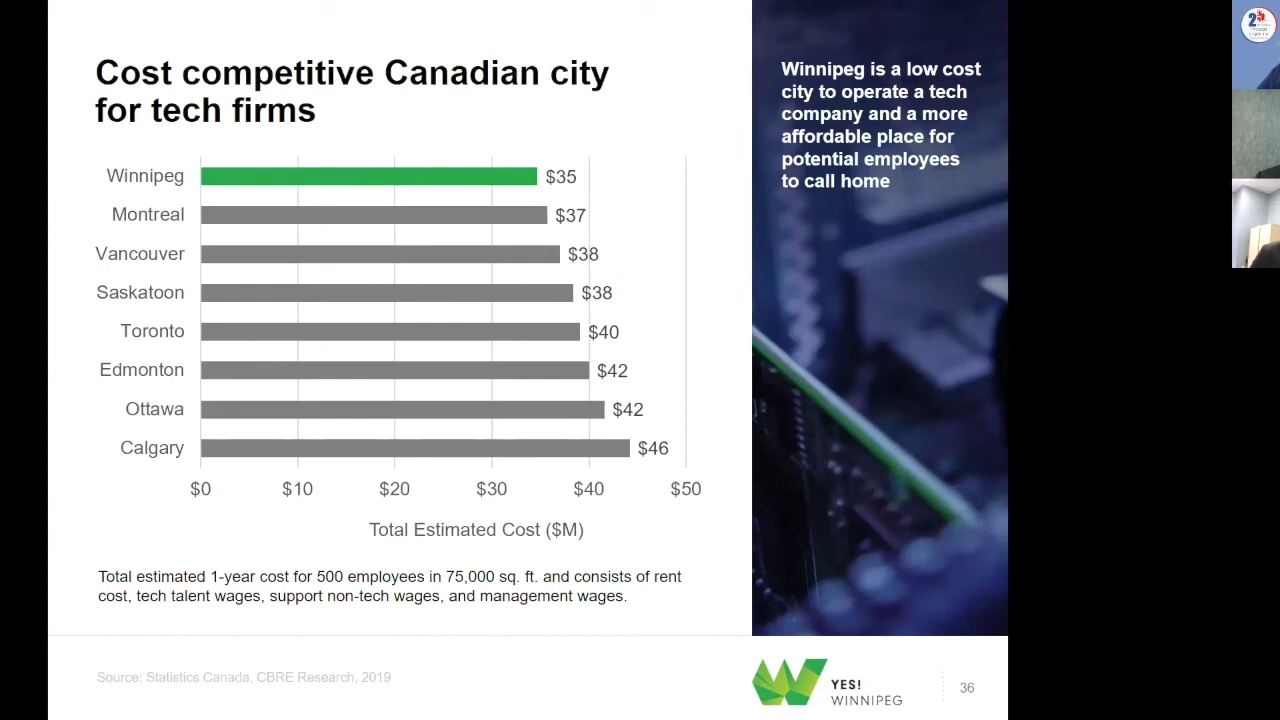 Cost competitive Canadian city
for tech firms
Winnipeg $35
Montreal $37
Vancouver $38
Saskatoon $38
Toronto $40
Edmonton $42
Ottawa $42
Calgary $46
$0 $10 $20 $30 $40 $50
Total Estimated Cost ($M)
Total estimated 1-year cost for 500 employees in 75,000 sq. ft. and consists of rent
cost, tech talent wages, support non-tech wages, and management wages.
Winnipeg is a low cost
city to operate a tech
company and a more
affordable place for
potential employees
to call home
Source: Statistics Canada, CBRE Research, 2019
YES!
WINNIPEG
36